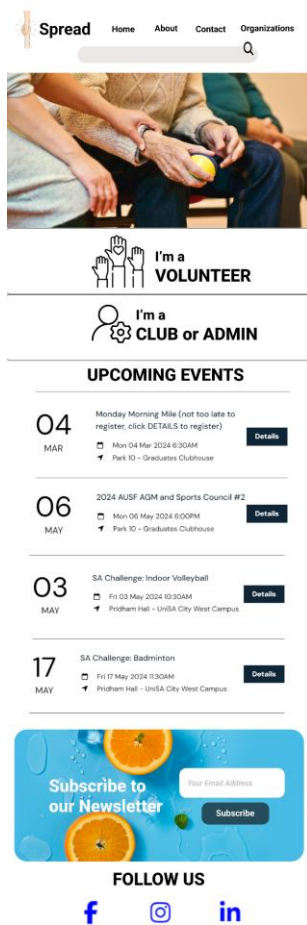 Spread
Home About Contact Organizations
I'm a
VOLUNTEER
I'm a
CLUB or ADMIN
UPCOMING EVENTS
04
MAR
Monday Morning Mile (not too late to
register, click DETAILS to register)
Mon 04 Mar 2024 6:30AM
Park 10 - Graduates Clubhouse
Details
06
MAY
2024 AUSF AGM and Sports Council #2
Mon 06 May 2024 6:00PM
Park 10 - Graduates Clubhouse
Details
03
MAY
SA Challenge: Indoor Volleyball
Fri 03 May 2024 10:30AM
Pridham Hall - UniSA City West Campus
Details
17
MAY
SA Challenge: Badminton
Fri 17 May 2024 11:30AM
Pridham Hall - UniSA City West Campus
Details
Subscribe to
our Newsletter
Your Email Address
Subscribe
FOLLOW US